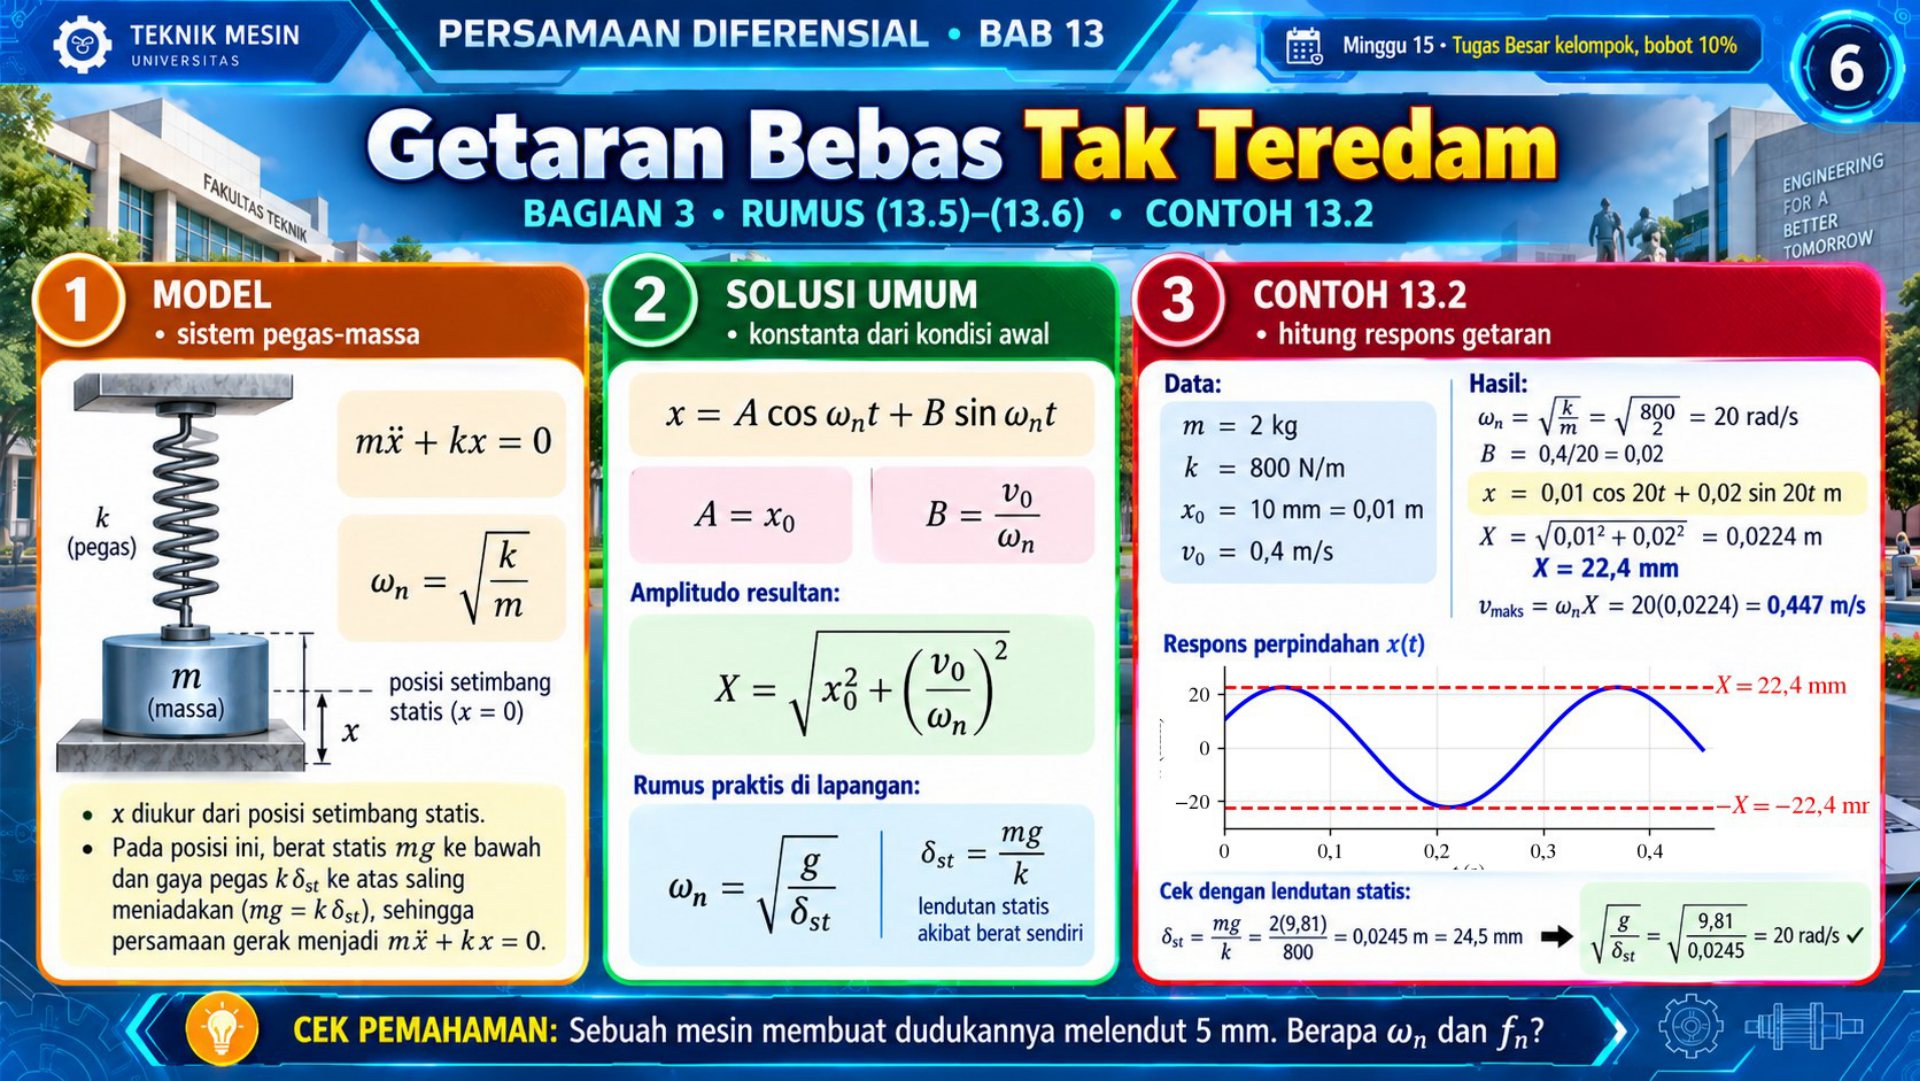 TEKNIK MESIN
UNIVERSITAS
PERSAMAAN DIFERENSIAL • BAB 13
Minggu 15 • Tugas Besar kelompok, bobot 10%
6
Getaran Bebas Tak Teredam
BAGIAN 3 • RUMUS (13.5)–(13.6) • CONTOH 13.2
FAKULTAS TEKNIK
ENGINEERING
FOR A
BETTER
TOMORROW
1
MODEL
• sistem pegas-massa
k
(pegas)
mẍ + kx = 0
ωₙ = √(k/m)
m
(massa)
posisi setimbang
statis (x = 0)
x
• x diukur dari posisi setimbang statis.
• Pada posisi ini, berat statis mg ke bawah
dan gaya pegas k δst ke atas saling
meniadakan (mg = k δst), sehingga
persamaan gerak menjadi mẍ + k x = 0.
2
SOLUSI UMUM
• konstanta dari kondisi awal
x = A cos ωₙt + B sin ωₙt
A = x₀
B = v₀/ωₙ
Amplitudo resultan:
X = √(x₀² + (v₀/ωₙ)²)
Rumus praktis di lapangan:
ωₙ = √(g/δst)
δst = mg/k
lendutan statis
akibat berat sendiri
3
CONTOH 13.2
• hitung respons getaran
Data:
m = 2 kg
k = 800 N/m
x₀ = 10 mm = 0,01 m
v₀ = 0,4 m/s
Hasil:
ωₙ = √(k/m) = √(800/2) = 20 rad/s
B = 0,4/20 = 0,02
x = 0,01 cos 20t + 0,02 sin 20t m
X = √(0,01² + 0,02²) = 0,0224 m
X = 22,4 mm
vmaks = ωₙX = 20(0,0224) = 0,447 m/s
Respons perpindahan x(t)
20
0
−20
X = 22,4 mm
−X = −22,4 mr
0 0,1 0,2 0,3 0,4
Cek dengan lendutan statis:
δst = mg/k = 2(9,81)/800 = 0,0245 m = 24,5 mm ➡ √(g/δst) = √(9,81/0,0245) = 20 rad/s ✓
CEK PEMAHAMAN: Sebuah mesin membuat dudukannya melendut 5 mm. Berapa ωₙ dan fₙ?